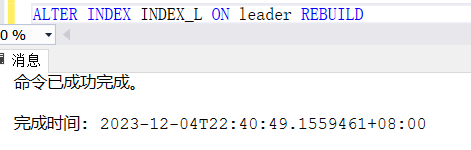 ALTER INDEX INDEX_L ON leader REBUILD
0 %
消息
命令已成功完成。
完成时间: 2023-12-04T22:40:49.1559461+08:00